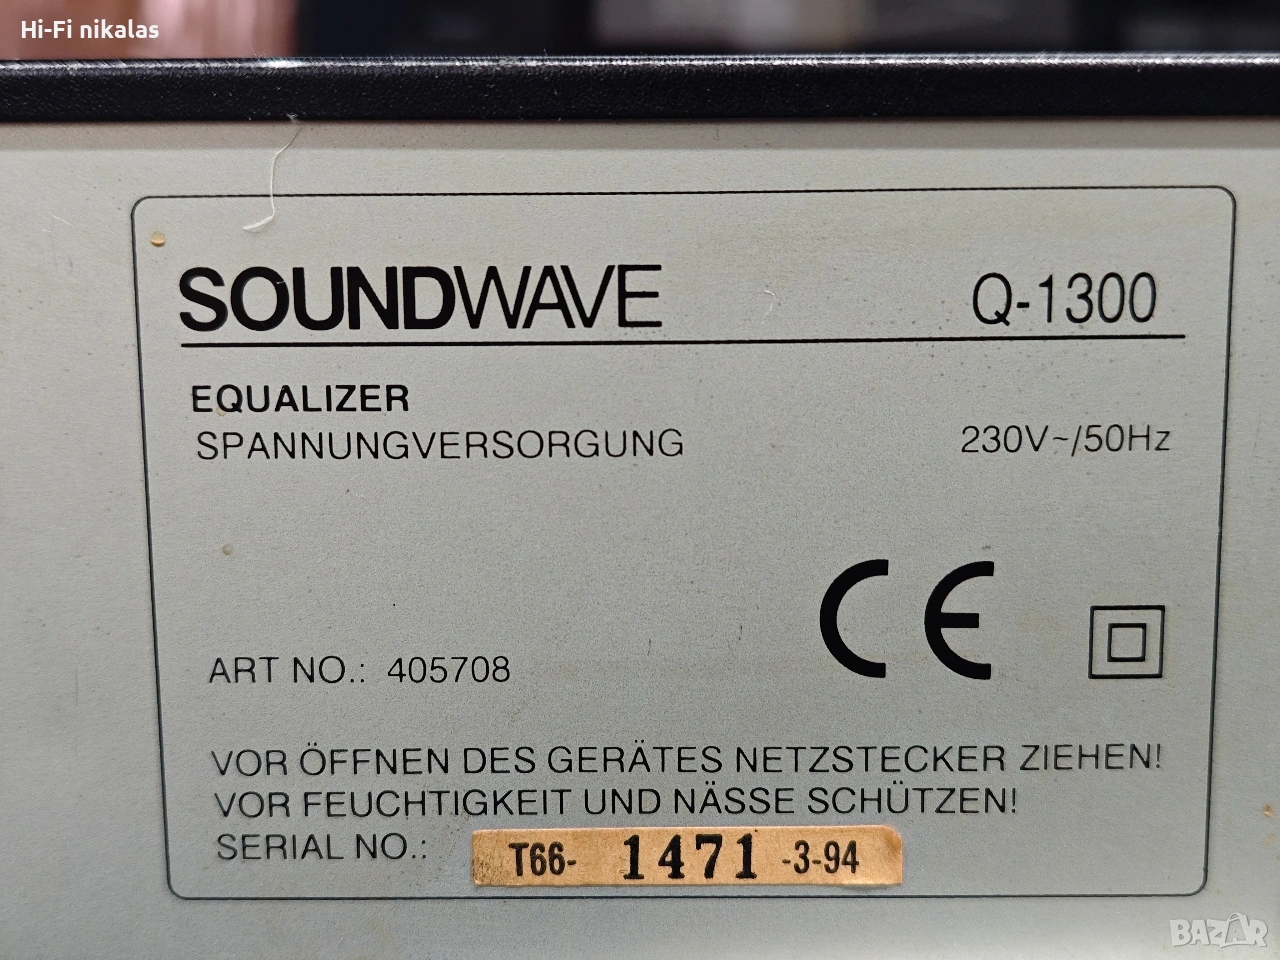 Hi-Fi nikalas
SOUNDWAVE Q-1300
EQUALIZER
SPANNUNGVERSORGUNG 230V~/50Hz
CE
ART NO.: 405708
VOR ÖFFNEN DES GERÄTES NETZSTECKER ZIEHEN!
VOR FEUCHTIGKEIT UND NÄSSE SCHÜTZEN!
SERIAL NO.: T66- 1471 -3-94
BAZAR